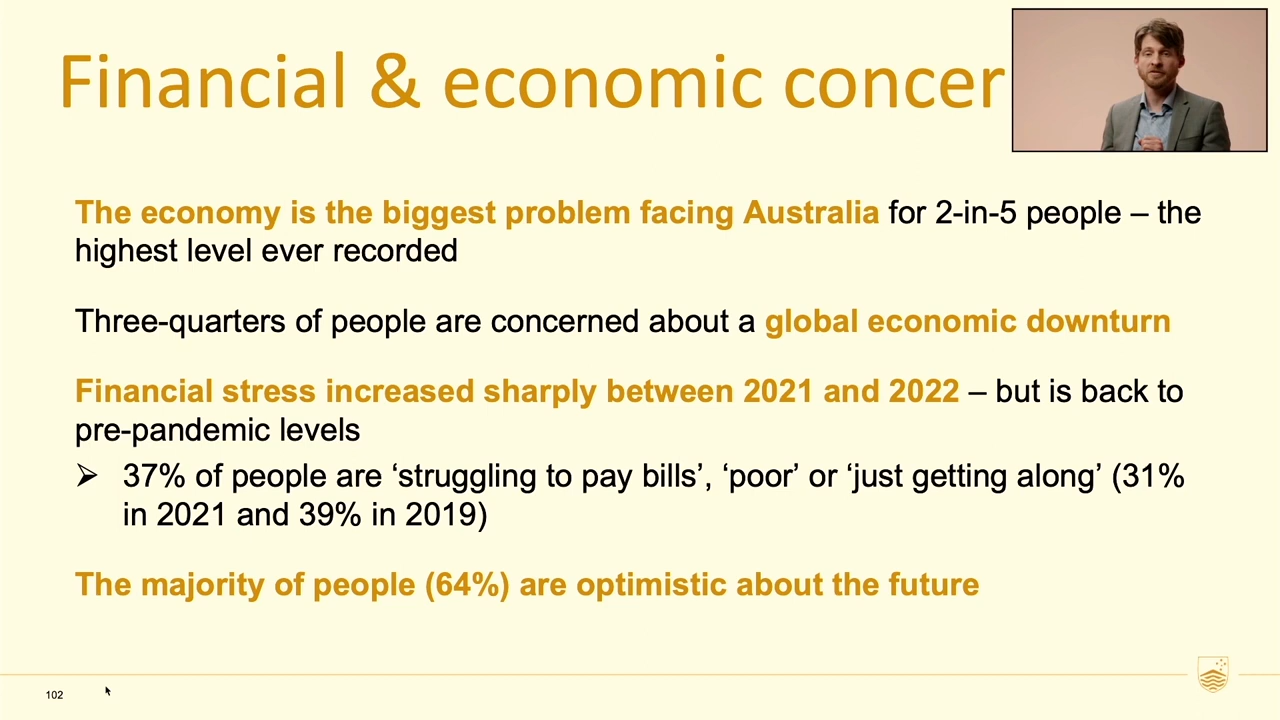 Financial & economic concer
The economy is the biggest problem facing Australia for 2-in-5 people – the
highest level ever recorded
Three-quarters of people are concerned about a global economic downturn
Financial stress increased sharply between 2021 and 2022 – but is back to
pre-pandemic levels
➢ 37% of people are ‘struggling to pay bills’, ‘poor’ or ‘just getting along’ (31%
in 2021 and 39% in 2019)
The majority of people (64%) are optimistic about the future
102